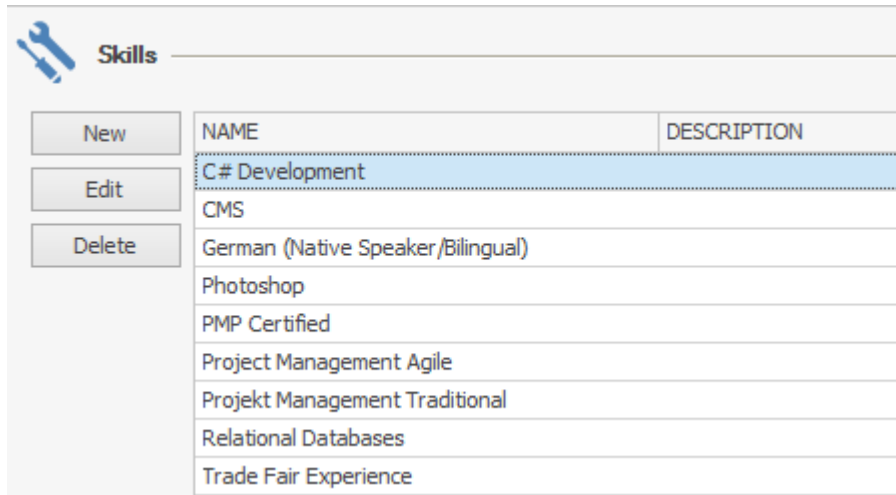 Skills
New
Edit
Delete
NAME DESCRIPTION
C# Development
CMS
German (Native Speaker/Bilingual)
Photoshop
PMP Certified
Project Management Agile
Projekt Management Traditional
Relational Databases
Trade Fair Experience